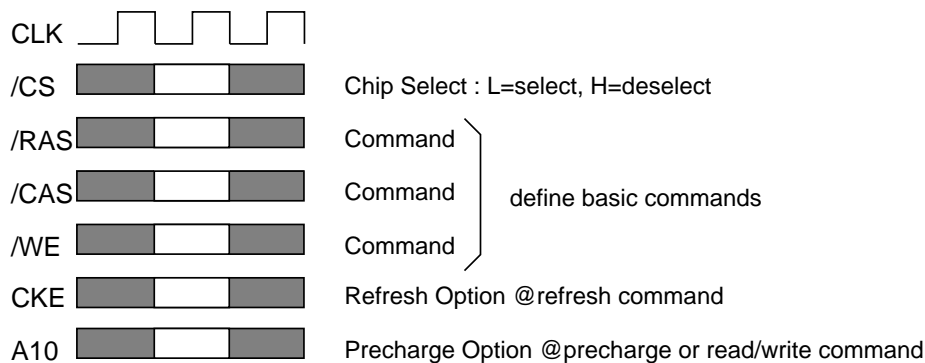 CLK
/CS Chip Select : L=select, H=deselect
/RAS Command
/CAS Command define basic commands
/WE Command
CKE Refresh Option @refresh command
A10 Precharge Option @precharge or read/write command